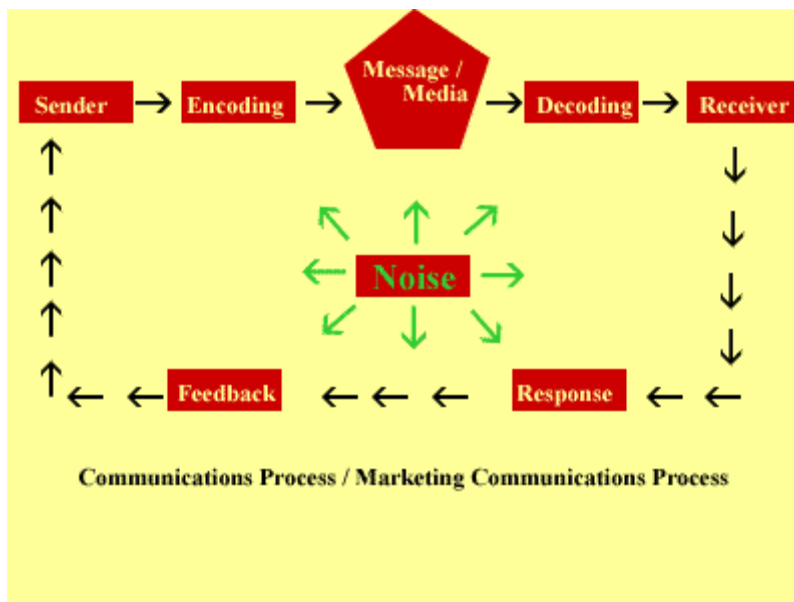 Sender
Encoding
Message /
Media
Decoding
Receiver
Noise
Feedback
Response
Communications Process / Marketing Communications Process